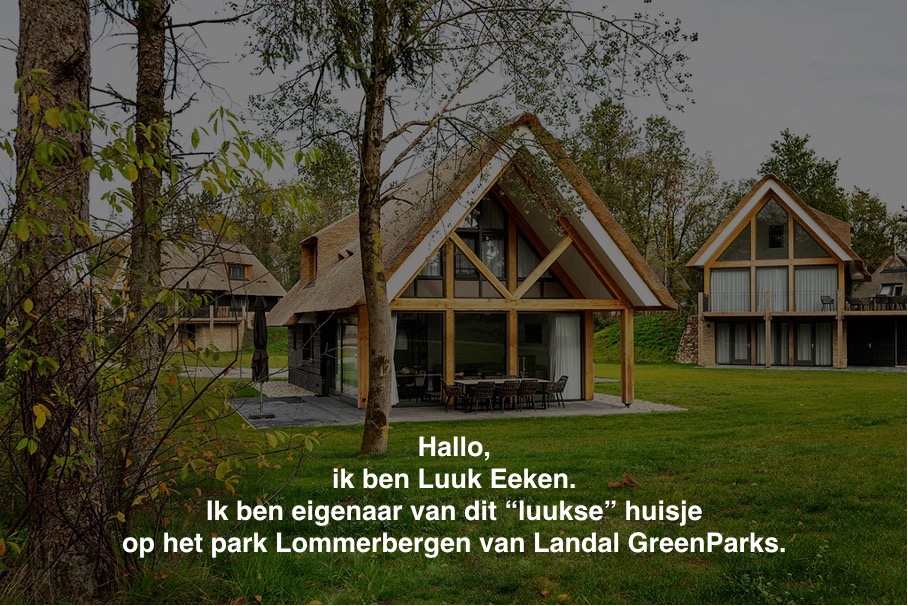 Hallo,
ik ben Luuk Eeken.
Ik ben eigenaar van dit “luukse” huisje
op het park Lommerbergen van Landal GreenParks.